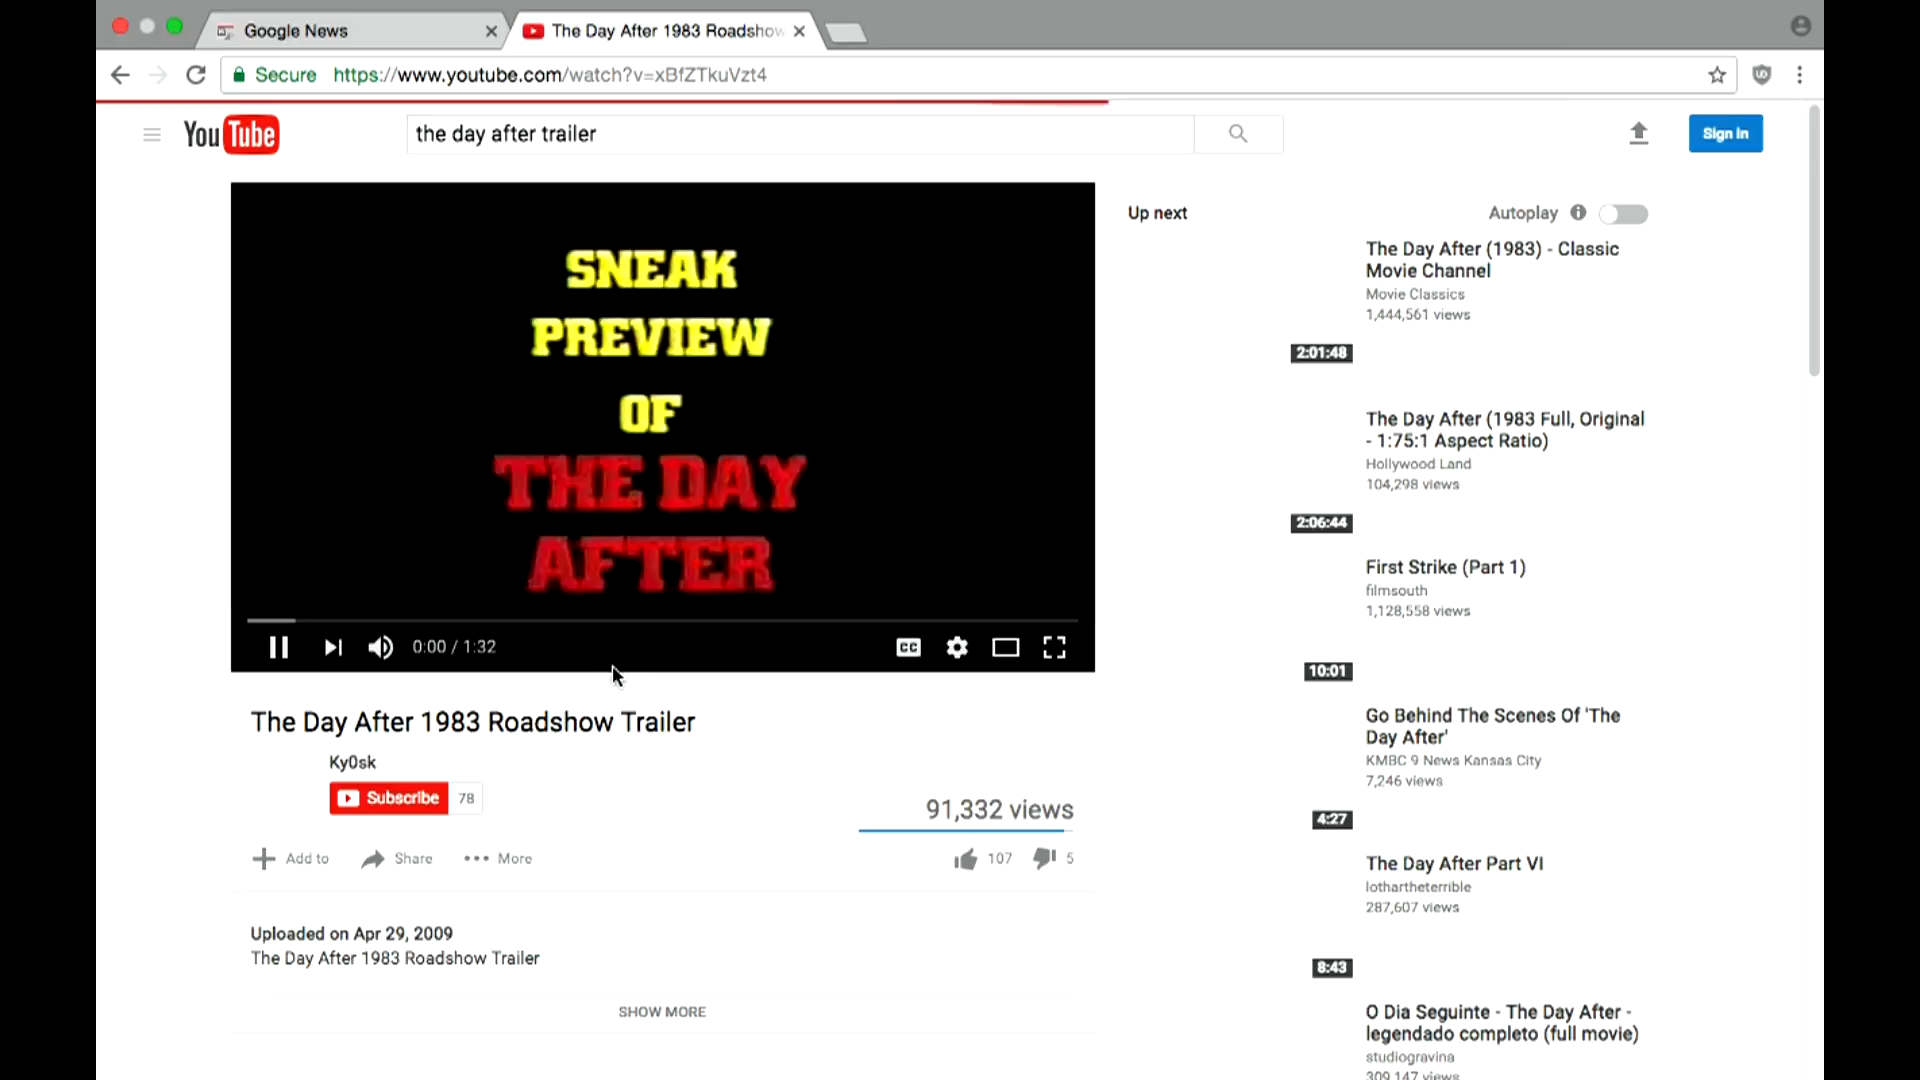 Google News
The Day After 1983 Roadshow
Secure https://www.youtube.com/watch?v=xBfZTkuVzt4
YouTube
the day after trailer
Sign in
SNEAK
PREVIEW
OF
THE DAY
AFTER
CC
0:00 / 1:32
The Day After 1983 Roadshow Trailer
Ky0sk
Subscribe 78
91,332 views
Add to Share More
107 5
Uploaded on Apr 29, 2009
The Day After 1983 Roadshow Trailer
SHOW MORE
Up next
Autoplay
The Day After (1983) - Classic
Movie Channel
Movie Classics
1,444,561 views
2:01:48
The Day After (1983 Full, Original
- 1:75:1 Aspect Ratio)
Hollywood Land
104,298 views
2:06:44
First Strike (Part 1)
filmsouth
1,128,558 views
10:01
Go Behind The Scenes Of 'The
Day After'
KMBC 9 News Kansas City
7,246 views
4:27
The Day After Part VI
lothartheterrible
287,607 views
8:43
O Dia Seguinte - The Day After -
legendado completo (full movie)
studiogravina
309,147 views